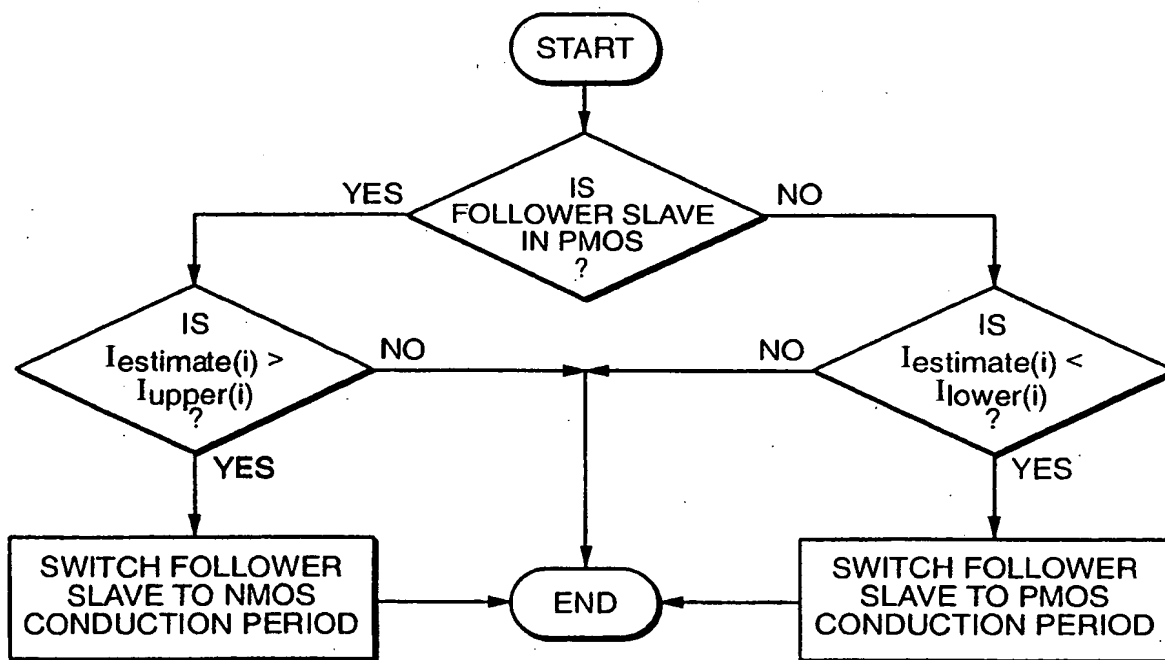 START
YES
IS
FOLLOWER SLAVE
IN PMOS
?
NO
IS
Iestimate(i) >
Iupper(i)
?
NO
YES
NO
IS
Iestimate(i) <
Ilower(i)
?
YES
SWITCH FOLLOWER
SLAVE TO NMOS
CONDUCTION PERIOD
END
SWITCH FOLLOWER
SLAVE TO PMOS
CONDUCTION PERIOD